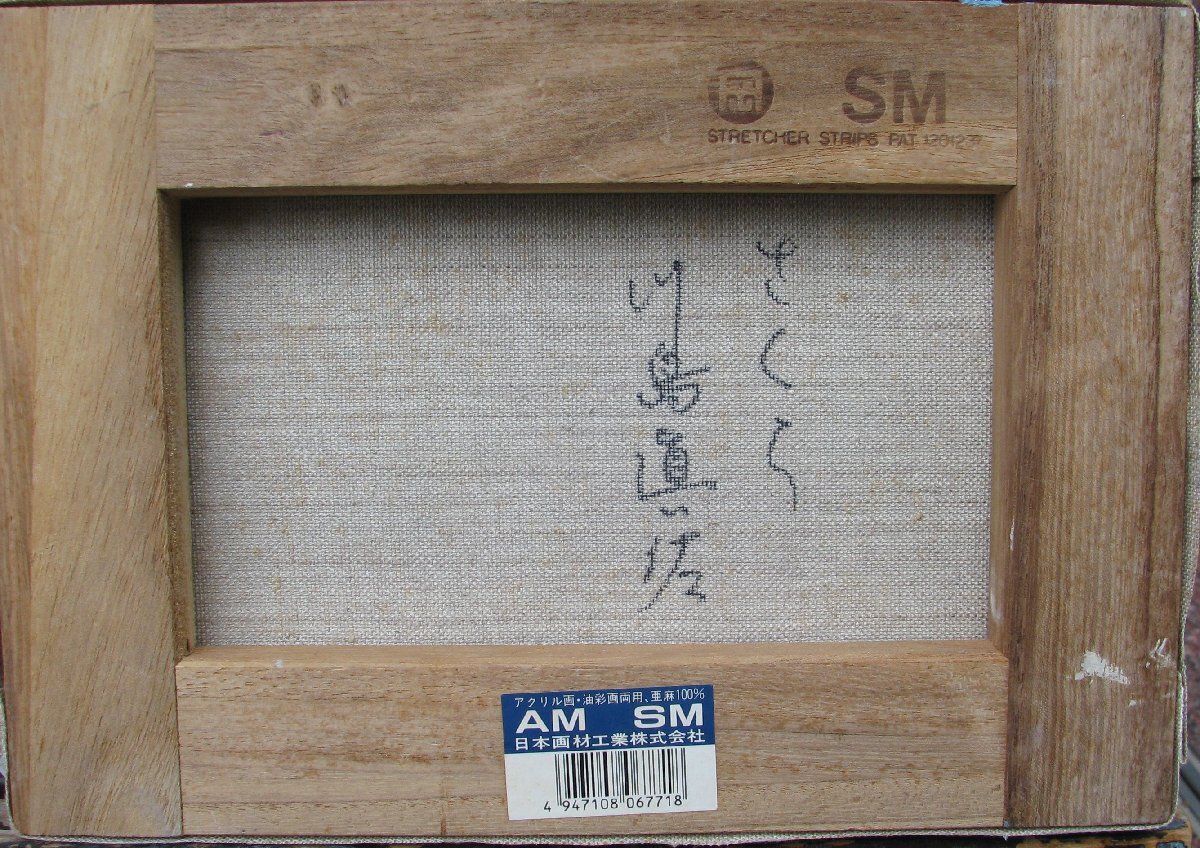 SM
STRETCHER STRIPS PAT 1201237
さくら
川島眞佐
アクリル画・油彩画両用、亜麻100%
AM SM
日本画材工業株式会社
4 947108 067718